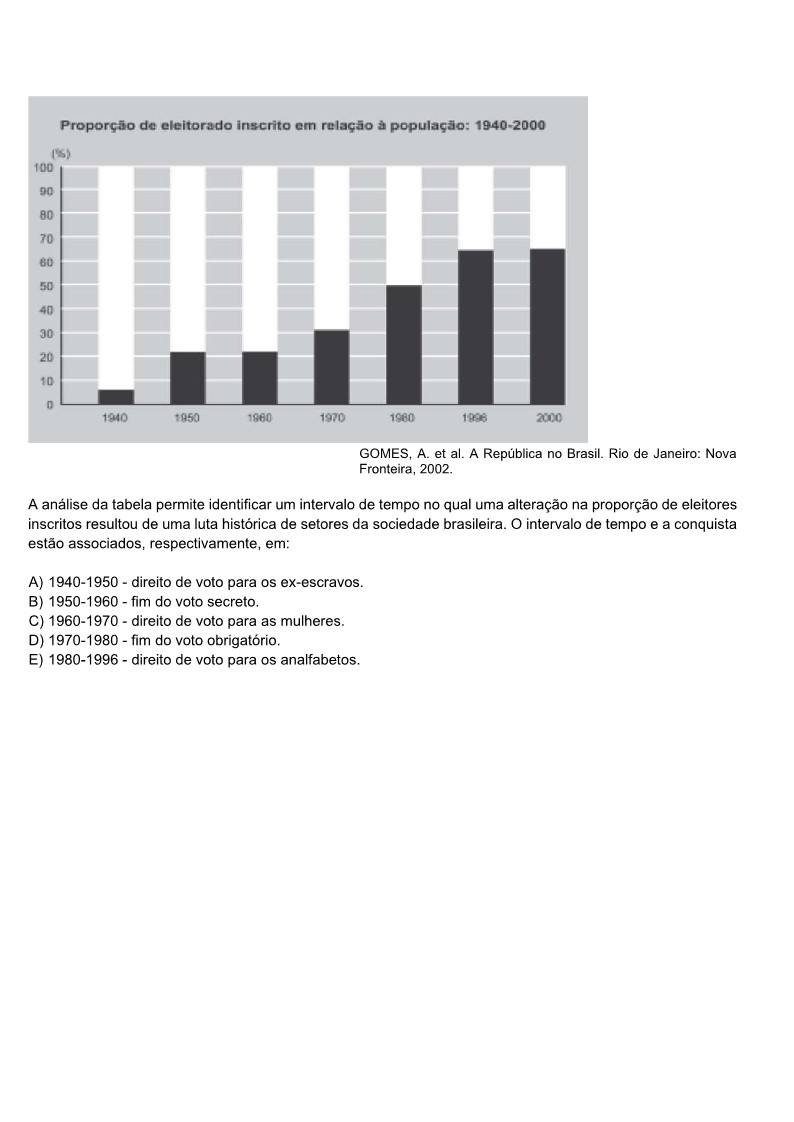 Proporção de eleitorado inscrito em relação à população: 1940-2000
(%)
100
90
80
70
60
50
40
30
20
10
0
1940 1950 1960 1970 1980 1996 2000
GOMES, A. et al. A República no Brasil. Rio de Janeiro: Nova
Fronteira, 2002.
A análise da tabela permite identificar um intervalo de tempo no qual uma alteração na proporção de eleitores
inscritos resultou de uma luta histórica de setores da sociedade brasileira. O intervalo de tempo e a conquista
estão associados, respectivamente, em:
A) 1940-1950 - direito de voto para os ex-escravos.
B) 1950-1960 - fim do voto secreto.
C) 1960-1970 - direito de voto para as mulheres.
D) 1970-1980 - fim do voto obrigatório.
E) 1980-1996 - direito de voto para os analfabetos.